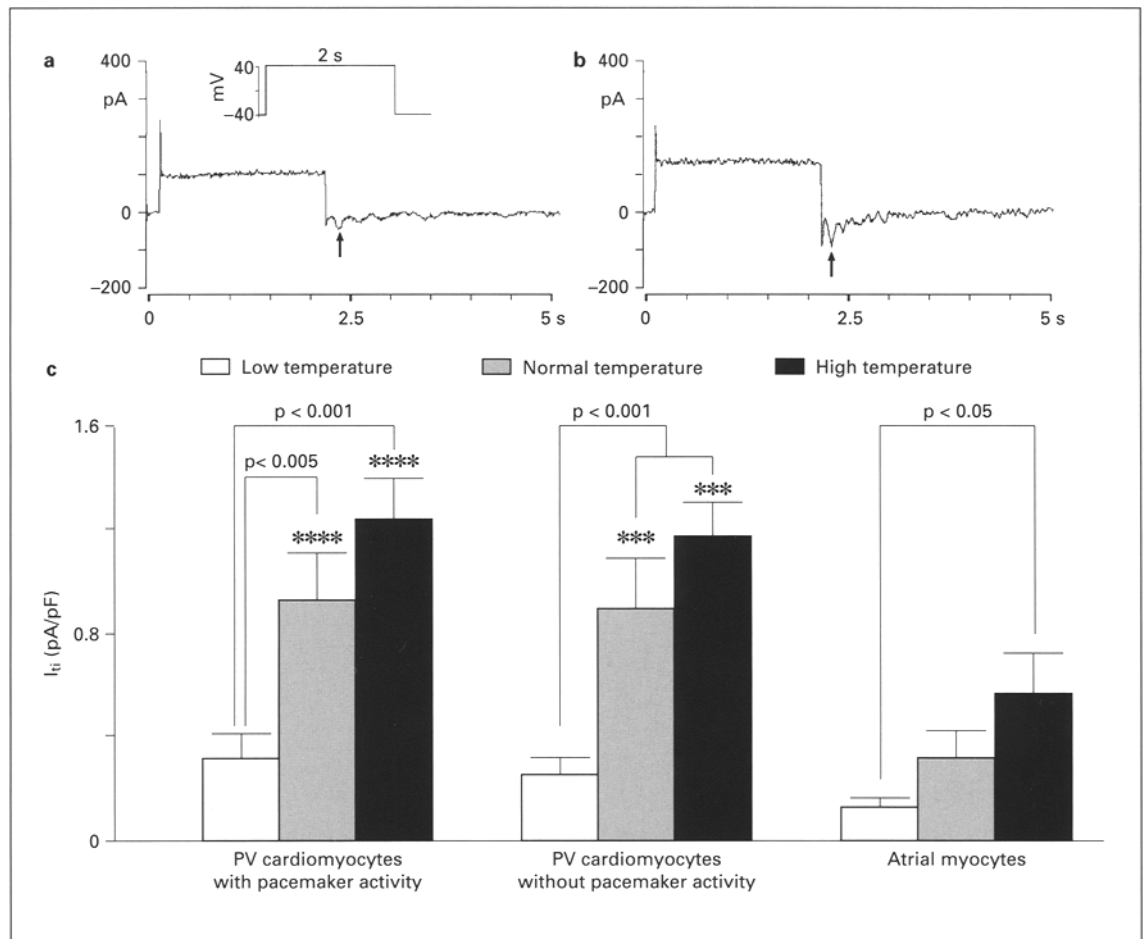 a
400
pA
0
−200
0
2.5
5 s
2 s
40
mV
−40
b
400
pA
0
−200
0
2.5
5 s
c
Low temperature
Normal temperature
High temperature
1.6
0.8
0
I_ti (pA/pF)
p < 0.001
p< 0.005
****
****
p < 0.001
***
***
p < 0.05
PV cardiomyocytes
with pacemaker activity
PV cardiomyocytes
without pacemaker activity
Atrial myocytes